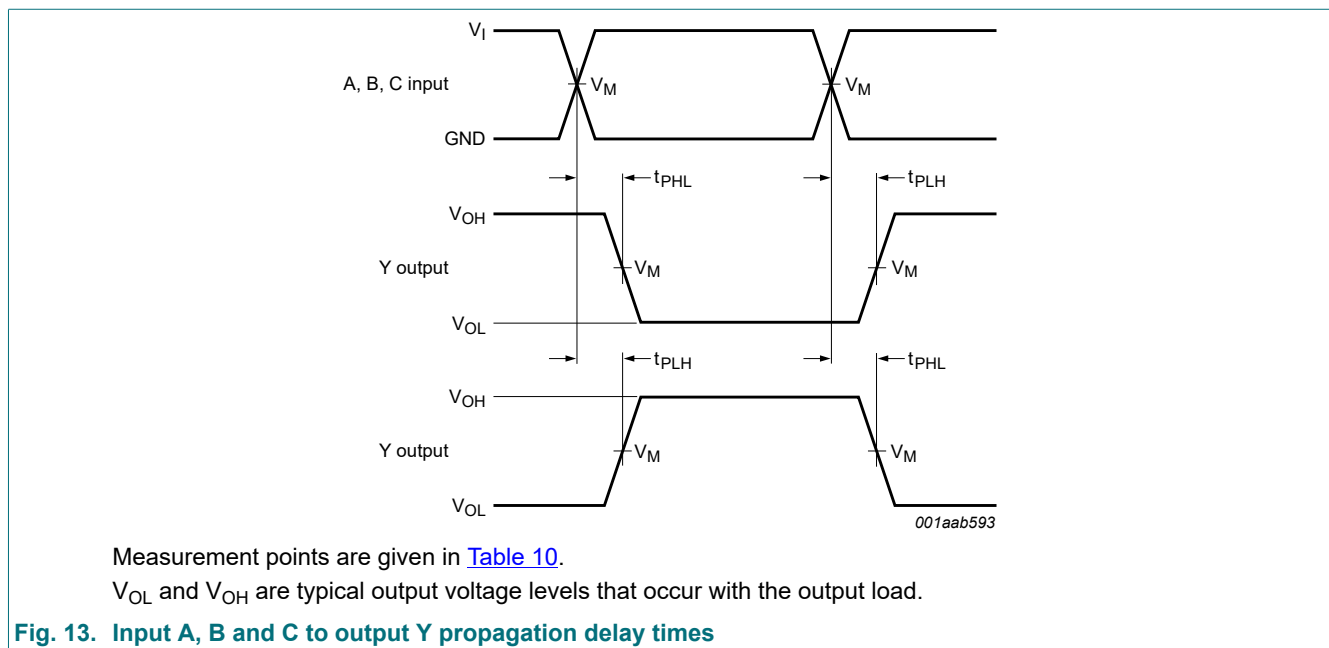 V_I
A, B, C input
V_M V_M
GND
t_PHL t_PLH
V_OH
Y output
V_M V_M
V_OL
t_PLH t_PHL
V_OH
Y output
V_M V_M
V_OL
001aab593
Measurement points are given in Table 10.
V_OL and V_OH are typical output voltage levels that occur with the output load.
Fig. 13. Input A, B and C to output Y propagation delay times